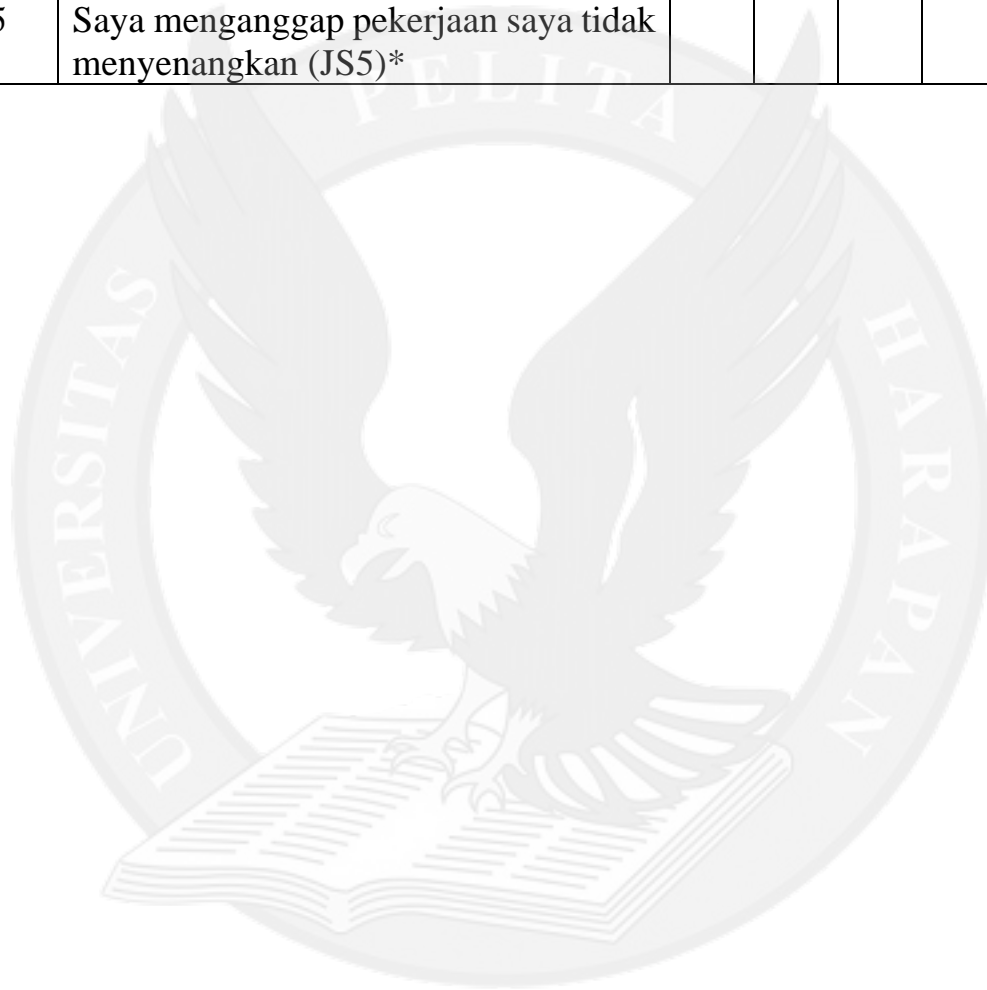 5 Saya menganggap pekerjaan saya tidak
menyenangkan (JS5)*
PELITA
UNIVERSITAS
HARAPAN